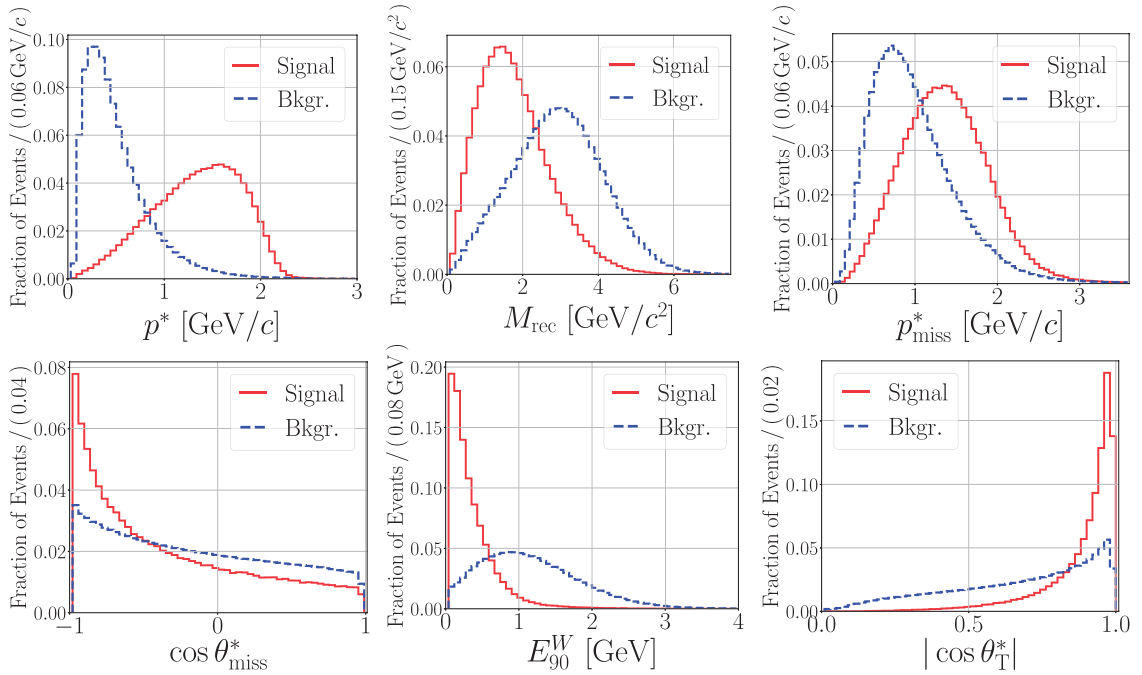 Fraction of Events / (0.06 GeV/c)
0.10
0.08
0.06
0.04
0.02
0.00
Signal
Bkgr.
0 1 2 3
p* [GeV/c]
Fraction of Events / (0.15 GeV/c²)
0.06
0.04
0.02
0.00
Signal
Bkgr.
0 2 4 6
M_rec [GeV/c²]
Fraction of Events / (0.06 GeV/c)
0.05
0.04
0.03
0.02
0.01
0.00
Signal
Bkgr.
0 1 2 3
p*_miss [GeV/c]
Fraction of Events / (0.04)
0.08
0.06
0.04
0.02
0.00
Signal
Bkgr.
−1 0 1
cos θ*_miss
Fraction of Events / (0.08 GeV)
0.20
0.15
0.10
0.05
0.00
Signal
Bkgr.
0 1 2 3 4
E^W_90 [GeV]
Fraction of Events / (0.02)
0.15
0.10
0.05
0.00
Signal
Bkgr.
0.0 0.5 1.0
| cos θ*_T|